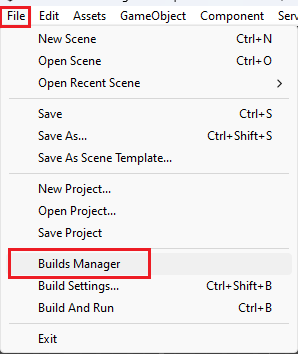 File Edit Assets GameObject Component Serv
New Scene Ctrl+N
Open Scene Ctrl+O
Open Recent Scene
Save Ctrl+S
Save As... Ctrl+Shift+S
Save As Scene Template...
New Project...
Open Project...
Save Project
Builds Manager
Build Settings... Ctrl+Shift+B
Build And Run Ctrl+B
Exit